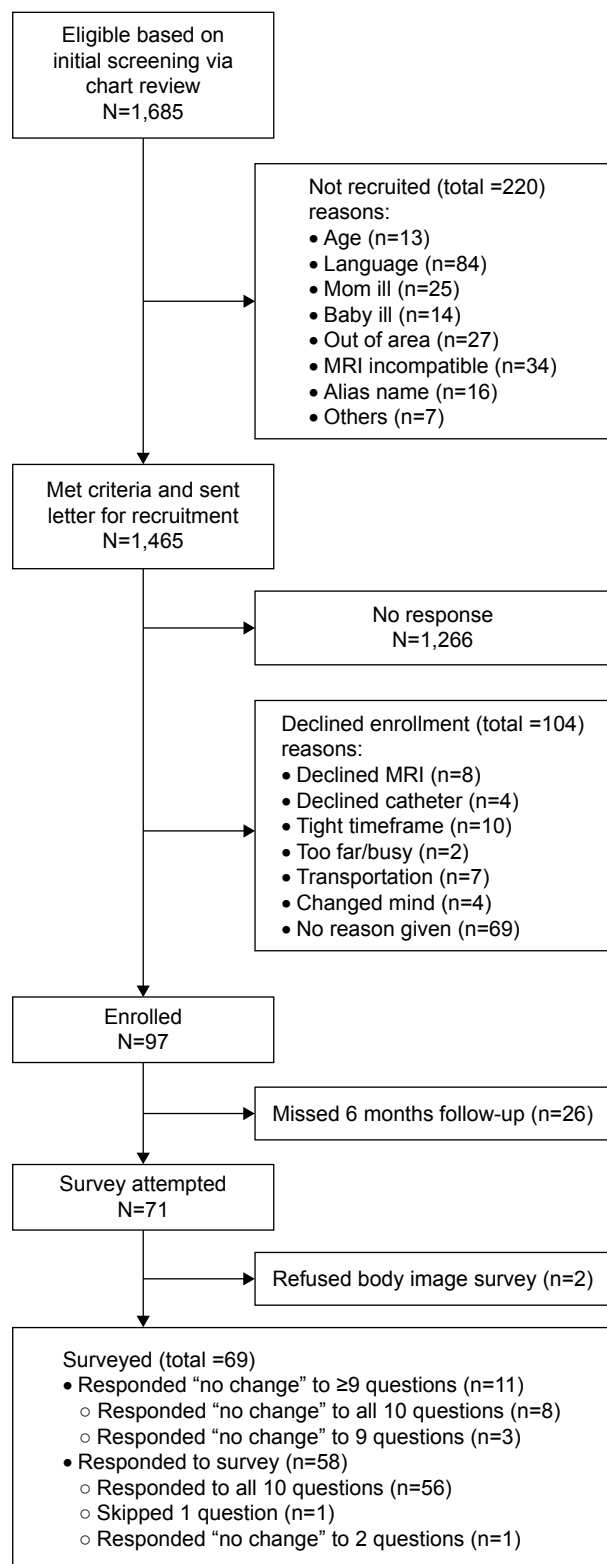 Eligible based on
initial screening via
chart review
N=1,685
Not recruited (total =220)
reasons:
• Age (n=13)
• Language (n=84)
• Mom ill (n=25)
• Baby ill (n=14)
• Out of area (n=27)
• MRI incompatible (n=34)
• Alias name (n=16)
• Others (n=7)
Met criteria and sent
letter for recruitment
N=1,465
No response
N=1,266
Declined enrollment (total =104)
reasons:
• Declined MRI (n=8)
• Declined catheter (n=4)
• Tight timeframe (n=10)
• Too far/busy (n=2)
• Transportation (n=7)
• Changed mind (n=4)
• No reason given (n=69)
Enrolled
N=97
Missed 6 months follow-up (n=26)
Survey attempted
N=71
Refused body image survey (n=2)
Surveyed (total =69)
• Responded “no change” to ≥9 questions (n=11)
○ Responded “no change” to all 10 questions (n=8)
○ Responded “no change” to 9 questions (n=3)
• Responded to survey (n=58)
○ Responded to all 10 questions (n=56)
○ Skipped 1 question (n=1)
○ Responded “no change” to 2 questions (n=1)